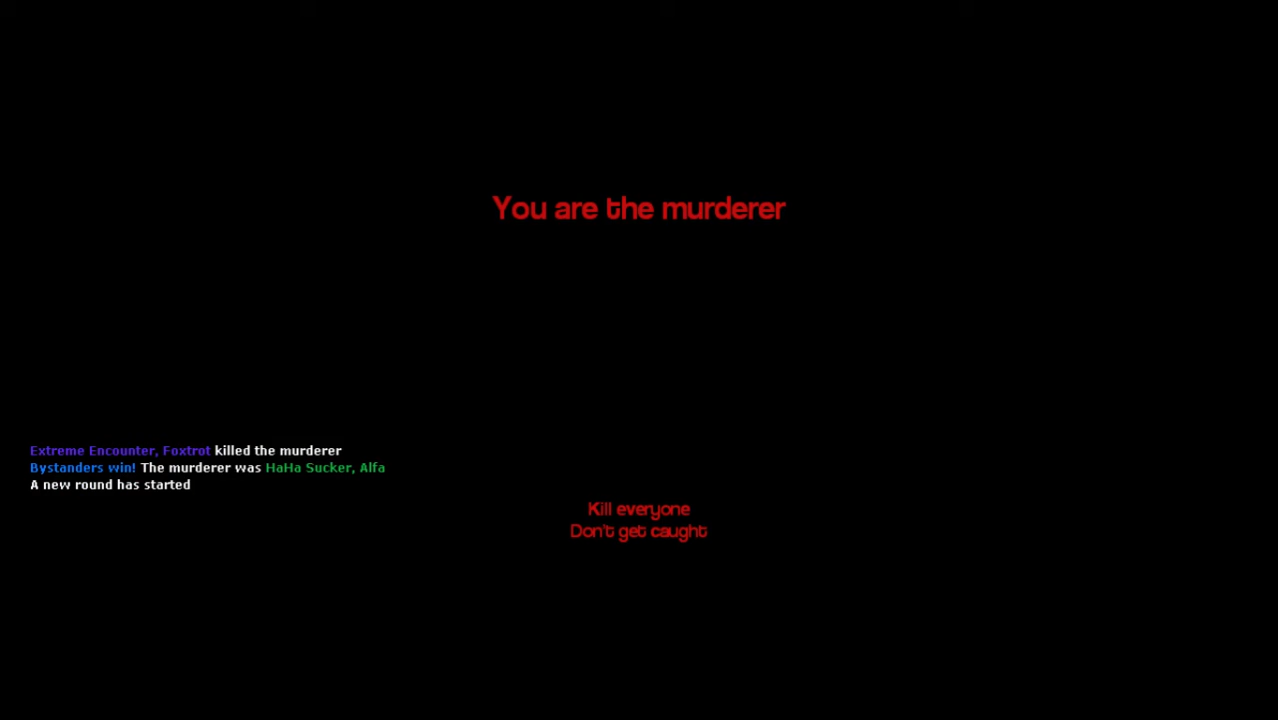 You are the murderer
Extreme Encounter, Foxtrot killed the murderer
Bystanders win! The murderer was HaHa Sucker, Alfa
A new round has started
Kill everyone
Don't get caught